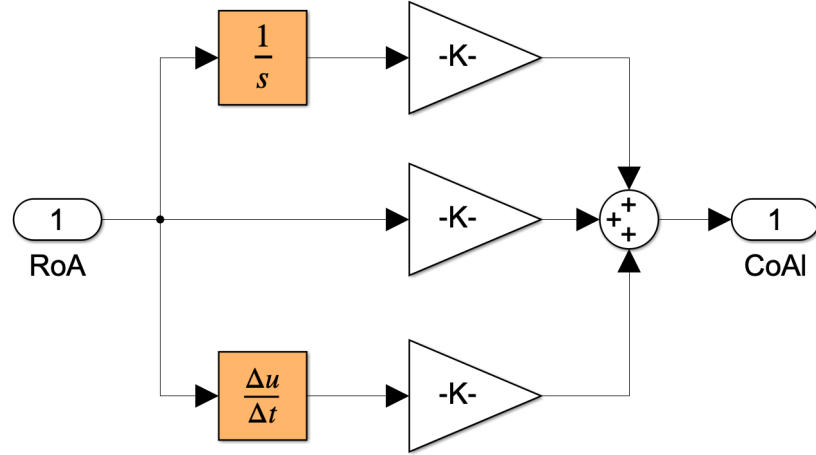 1
s
-K-
1
RoA
-K-
+
+
+
1
CoAl
Δu
Δt
-K-